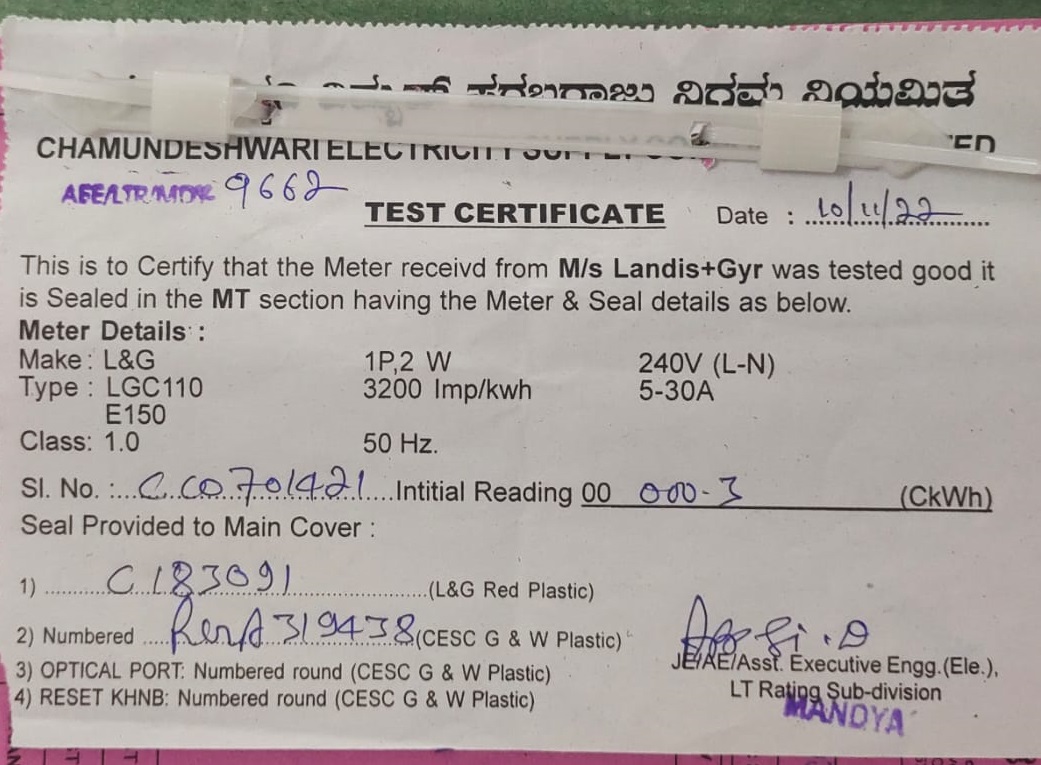 ನಿಗಮ ನಿಯಮಿತ
CHAMUNDESHWARI ELECTRICITY SUPPLY
9662
TEST CERTIFICATE Date : 10/11/22
This is to Certify that the Meter receivd from M/s Landis+Gyr was tested good it
is Sealed in the MT section having the Meter & Seal details as below.
Meter Details :
Make : L&G 1P,2 W 240V (L-N)
Type : LGC110 3200 Imp/kwh 5-30A
E150
Class: 1.0 50 Hz.
Sl. No. :...C CO701421....Intitial Reading 00 000-3 (CkWh)
Seal Provided to Main Cover :
1) ..........C183091..........(L&G Red Plastic)
2) Numbered ..... 319438(CESC G & W Plastic)
3) OPTICAL PORT: Numbered round (CESC G & W Plastic)
4) RESET KHNB: Numbered round (CESC G & W Plastic)
JE/AE/Asst. Executive Engg.(Ele.),
LT Rating Sub-division
MANDYA